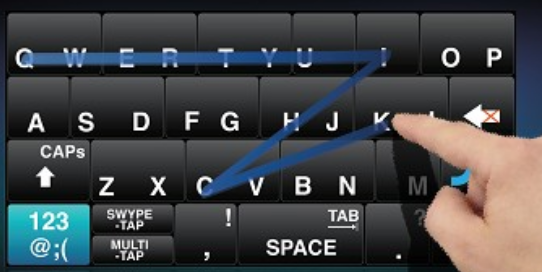 Q W E R T Y U I O P
A S D F G H J K L
CAPs
Z X C V B N M
123 SWYPE ! TAB ?
-TAP
@;( MULTI , SPACE .
-TAP